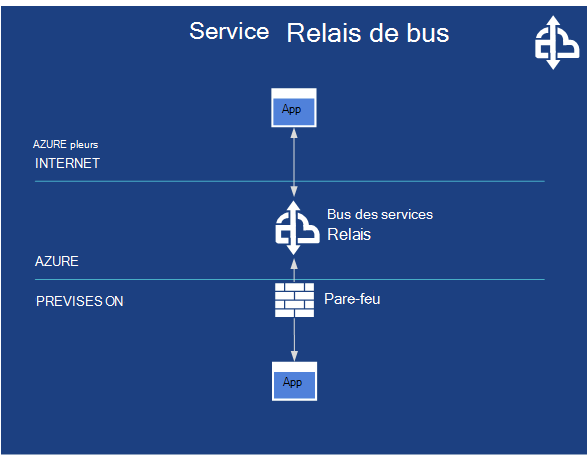 Service Relais de bus
App
AZURE pleurs
INTERNET
Bus des services
Relais
AZURE
PREVISES ON
Pare-feu
App